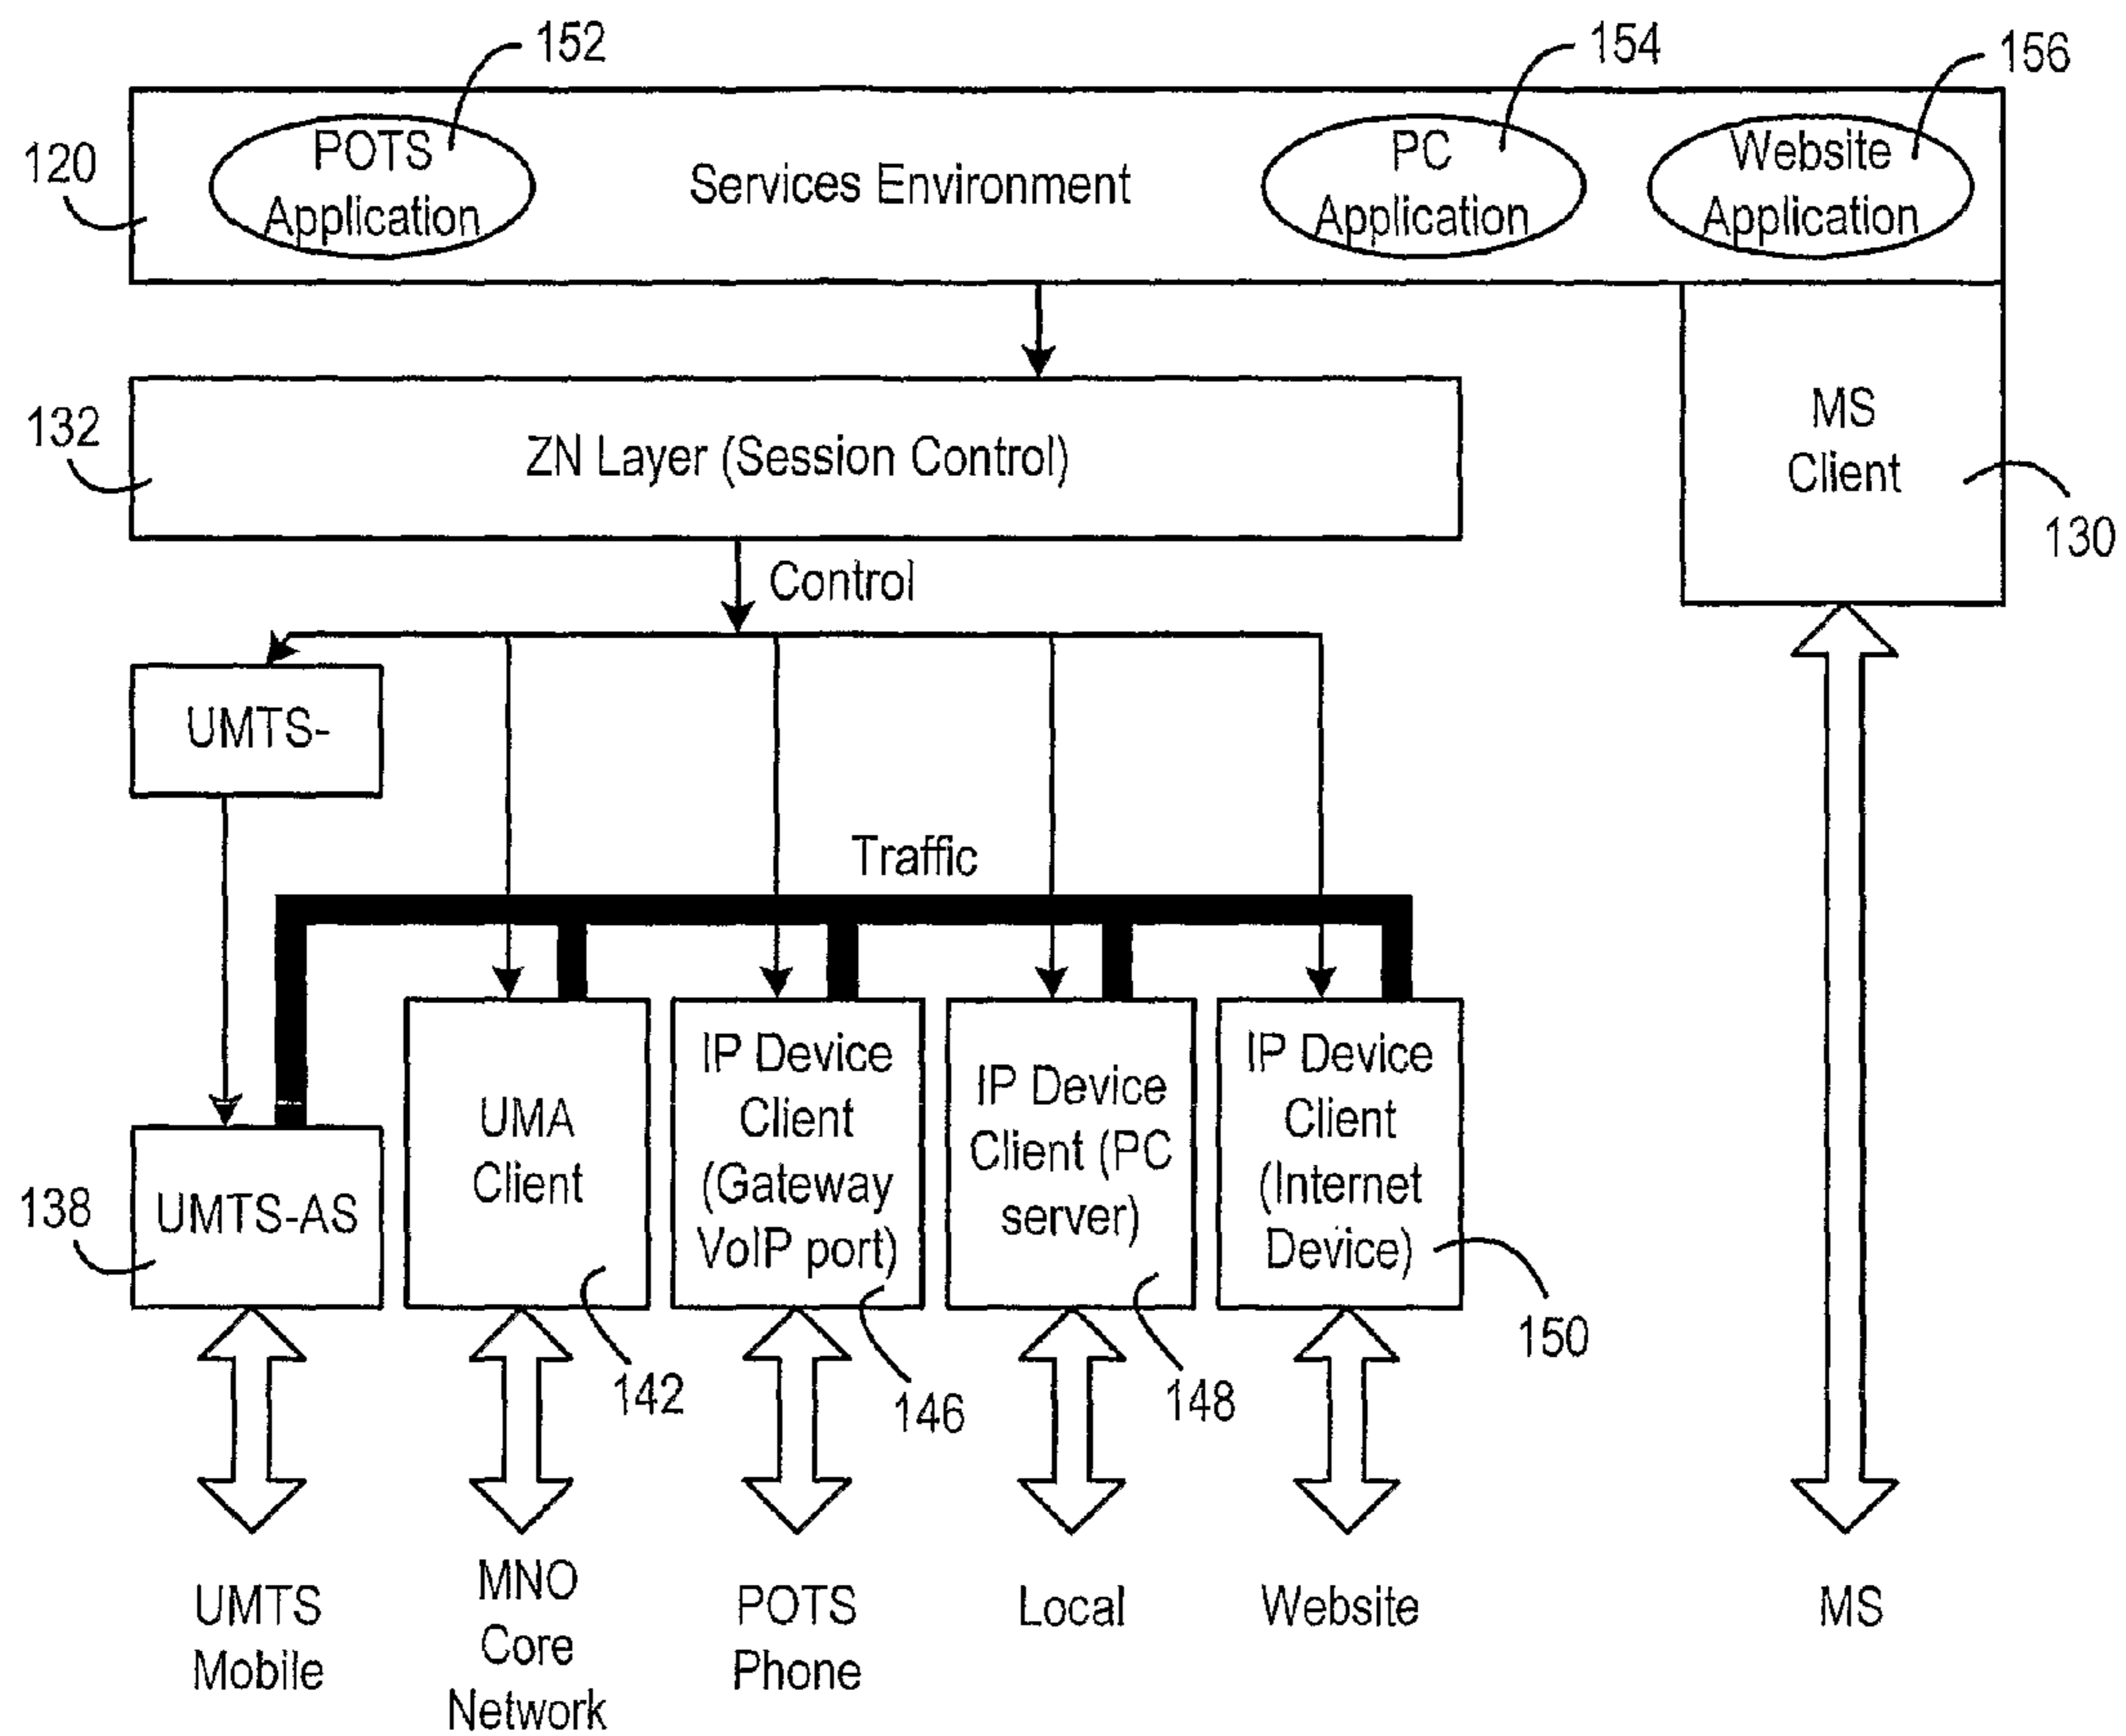 152
154
156
120
POTS
Application
Services Environment
PC
Application
Website
Application
132
ZN Layer (Session Control)
MS
Client
130
Control
UMTS-
Traffic
138
UMTS-AS
UMA
Client
IP Device
Client
(Gateway
VoIP port)
IP Device
Client (PC
server)
IP Device
Client
(Internet
Device)
142
146
148
150
UMTS
Mobile
MNO
Core
Network
POTS
Phone
Local
Website
MS